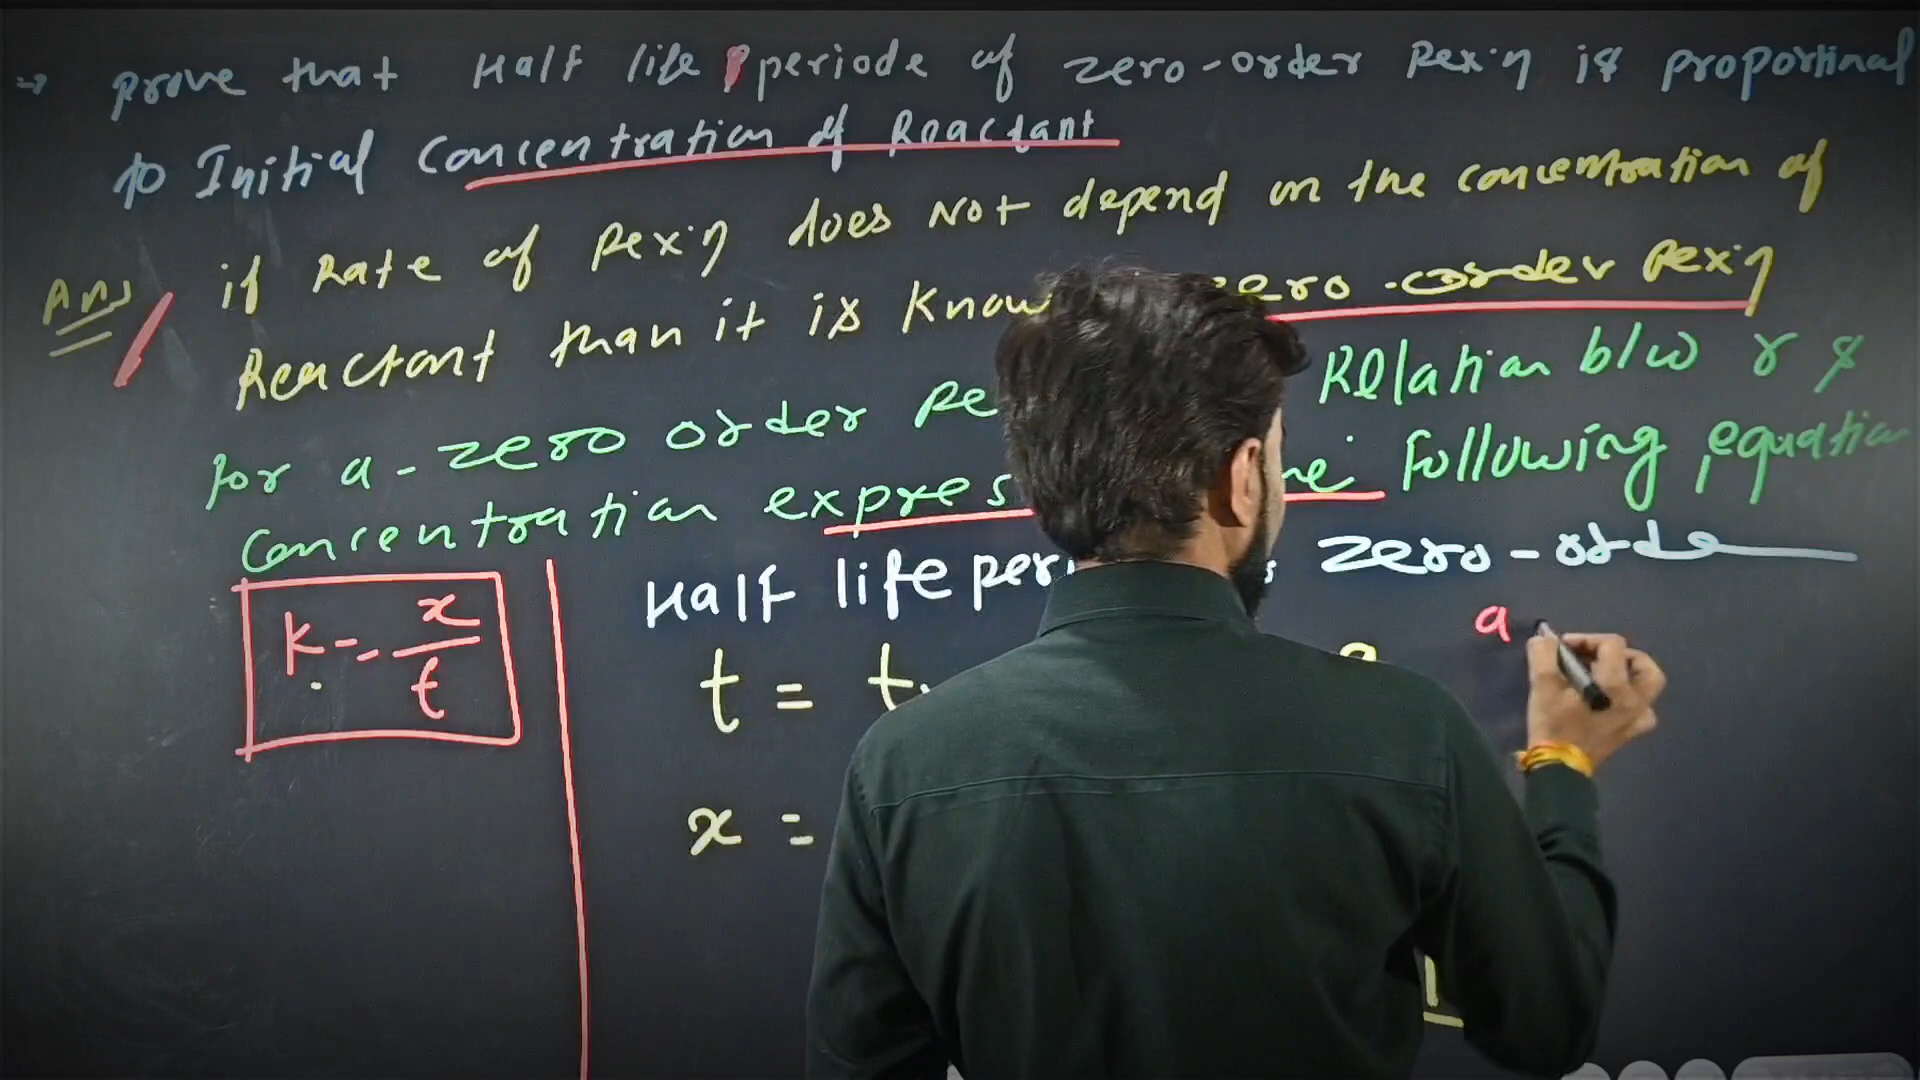 ⇒ prove that Half life periode of zero-order Rex'n is proportinal
to Initial Concentration of Reactant
Ans if Rate of Rex'n does Not depend on the concentration of
Reactant than it is Know zero-order Rex'n
for a-zero order Re Relation b/w r &
Concentration expres following equation
Half life per zero-order
K = x/t
a
t = t
x =